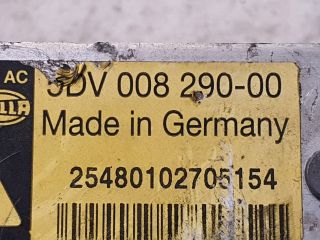 AC
5DV 008 290-00
HELLA
Made in Germany
25480102705154